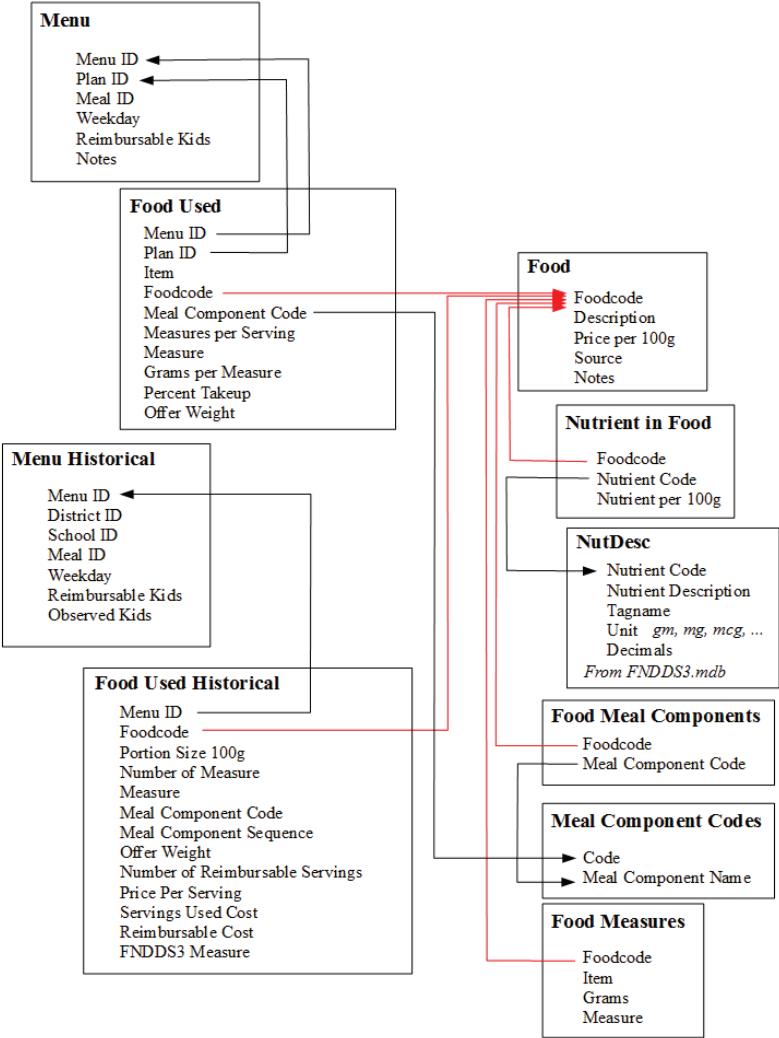 Menu
Menu ID
Plan ID
Meal ID
Weekday
Reimbursable Kids
Notes
Food Used
Menu ID
Plan ID
Item
Foodcode
Meal Component Code
Measures per Serving
Measure
Grams per Measure
Percent Takeup
Offer Weight
Menu Historical
Menu ID
District ID
School ID
Meal ID
Weekday
Reimbursable Kids
Observed Kids
Food Used Historical
Menu ID
Foodcode
Portion Size 100g
Number of Measure
Measure
Meal Component Code
Meal Component Sequence
Offer Weight
Number of Reimbursable Servings
Price Per Serving
Servings Used Cost
Reimbursable Cost
FNDDS3 Measure
Food
Foodcode
Description
Price per 100g
Source
Notes
Nutrient in Food
Foodcode
Nutrient Code
Nutrient per 100g
NutDesc
Nutrient Code
Nutrient Description
Tagname
Unit gm, mg, mcg, ...
Decimals
From FNDDS3.mdb
Food Meal Components
Foodcode
Meal Component Code
Meal Component Codes
Code
Meal Component Name
Food Measures
Foodcode
Item
Grams
Measure